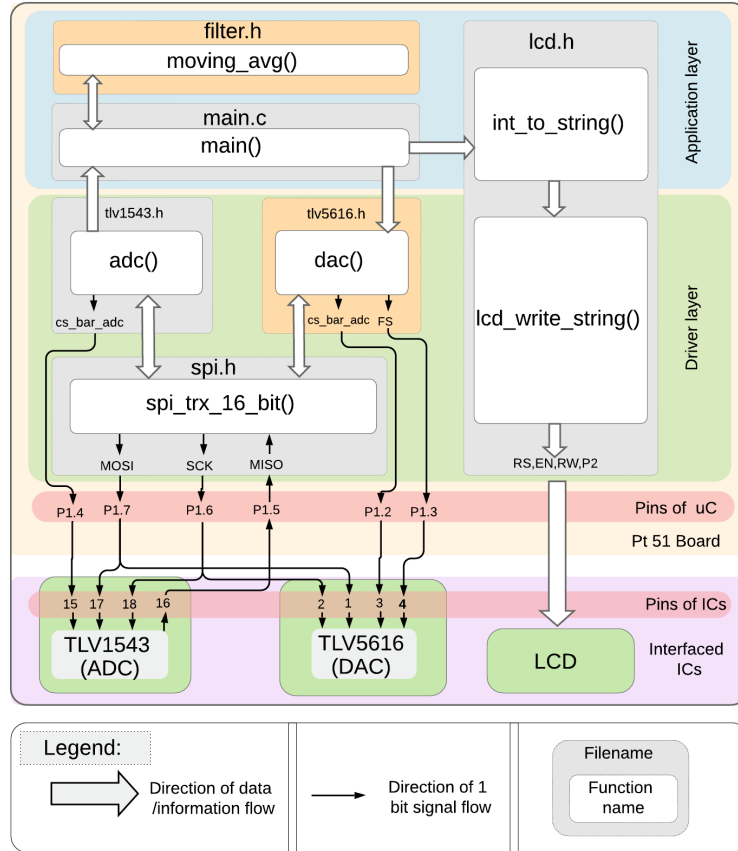 filter.h
moving_avg()
main.c
main()
lcd.h
int_to_string()
Application layer
tlv1543.h
adc()
cs_bar_adc
tlv5616.h
dac()
cs_bar_adc FS
lcd_write_string()
Driver layer
spi.h
spi_trx_16_bit()
MOSI SCK MISO
RS,EN,RW,P2
P1.4 P1.7 P1.6 P1.5 P1.2 P1.3 Pins of uC
Pt 51 Board
15 17 18 16 2 1 3 4 Pins of ICs
TLV1543
(ADC)
TLV5616
(DAC)
LCD
Interfaced
ICs
Legend:
Direction of data
/information flow
Direction of 1
bit signal flow
Filename
Function
name